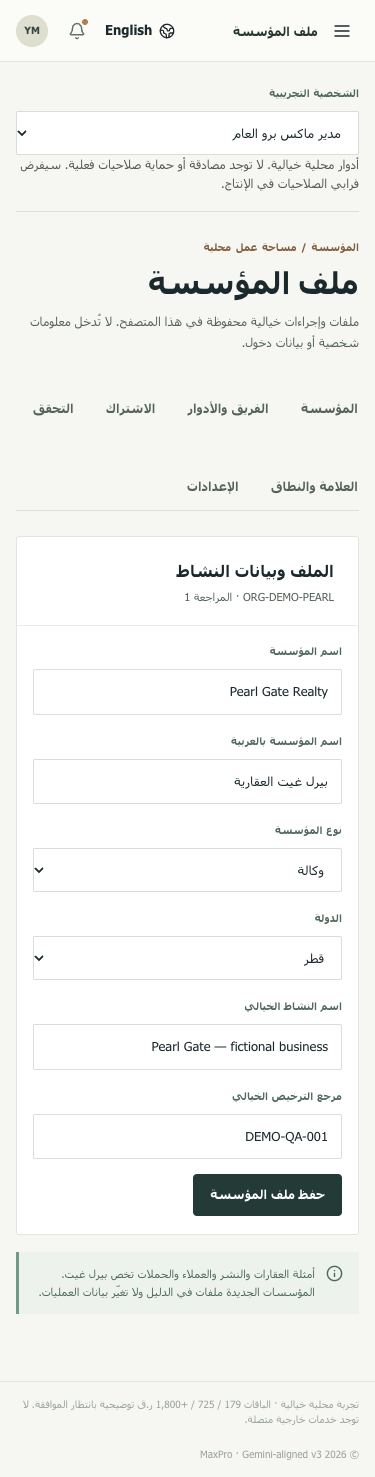 ملف المؤسسة
English
YM
الشخصية التجريبية
مدير ماكس برو العام
أدوار محلية خيالية. لا توجد مصادقة أو حماية صلاحيات فعلية. سيفرض
فرابي الصلاحيات في الإنتاج.
المؤسسة / مساحة عمل محلية
ملف المؤسسة
ملفات وإجراءات خيالية محفوظة في هذا المتصفح. لا تُدخل معلومات
شخصية أو بيانات دخول.
المؤسسة
الفريق والأدوار
الاشتراك
التحقق
العلامة والنطاق
الإعدادات
الملف وبيانات النشاط
ORG-DEMO-PEARL · المراجعة 1
اسم المؤسسة
Pearl Gate Realty
اسم المؤسسة بالعربية
بيرل غيت العقارية
نوع المؤسسة
وكالة
الدولة
قطر
اسم النشاط الخيالي
Pearl Gate — fictional business
مرجع الترخيص الخيالي
DEMO-QA-001
حفظ ملف المؤسسة
أمثلة العقارات والنشر والعملاء والحملات تخص بيرل غيت.
المؤسسات الجديدة ملفات في الدليل ولا تغيّر بيانات العمليات.
تجربة محلية خيالية · الباقات 179 / 725 / +1,800 ر.ق توضيحية بانتظار الموافقة. لا
توجد خدمات خارجية متصلة.
© 2026 MaxPro · Gemini-aligned v3